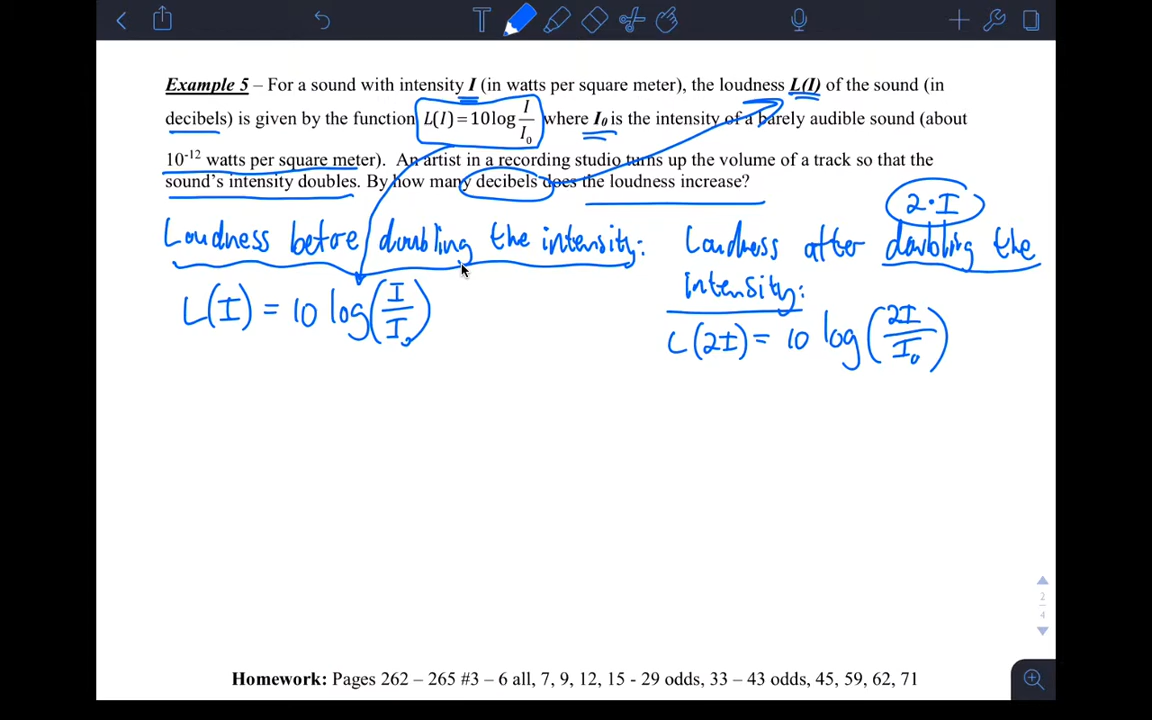 Example 5 – For a sound with intensity I (in watts per square meter), the loudness L(I) of the sound (in
decibels) is given by the function L(I) = 10 log I/I₀ where I₀ is the intensity of a barely audible sound (about
10⁻¹² watts per square meter). An artist in a recording studio turns up the volume of a track so that the
sound's intensity doubles. By how many decibels does the loudness increase?
2·I
Loudness before doubling the intensity:
L(I) = 10 log(I/I₀)
Loudness after doubling the
intensity:
L(2I) = 10 log(2I/I₀)
2
4
Homework: Pages 262 – 265 #3 – 6 all, 7, 9, 12, 15 - 29 odds, 33 – 43 odds, 45, 59, 62, 71